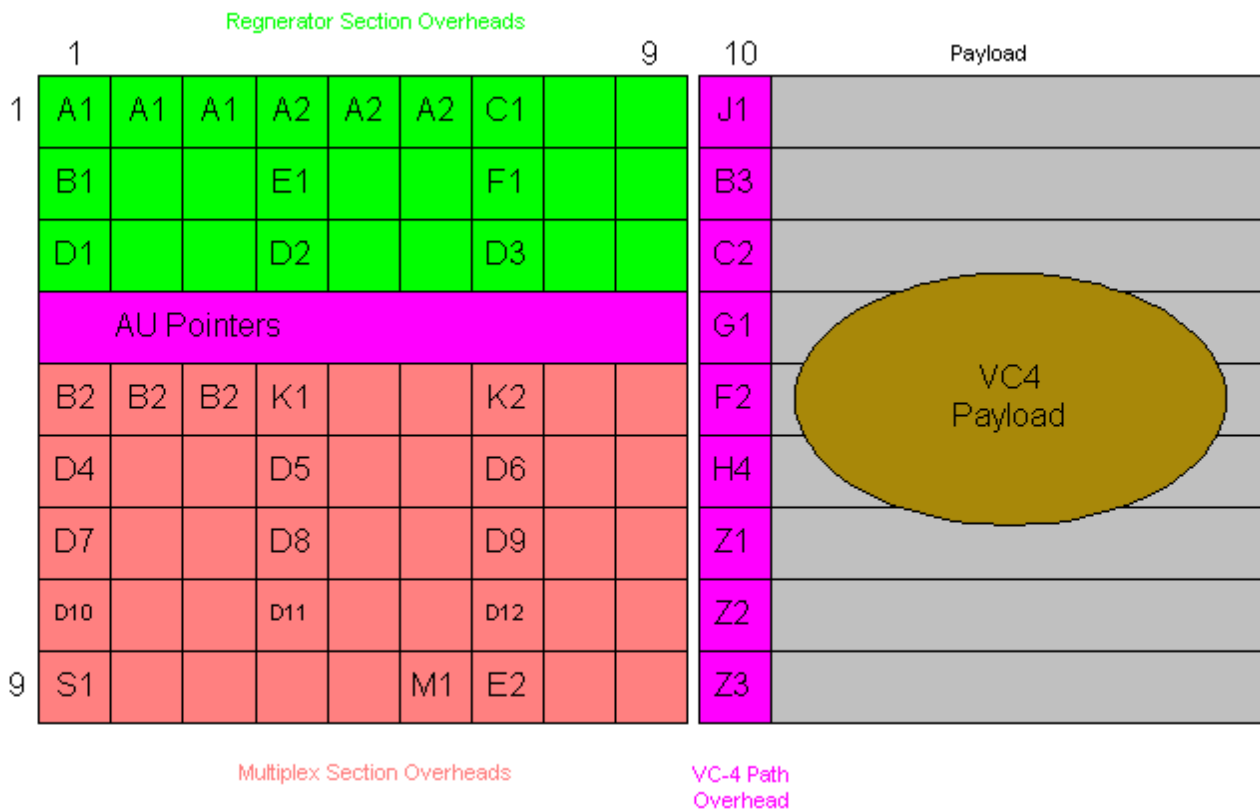 Regnerator Section Overheads
1 9 10 Payload
1 A1 A1 A1 A2 A2 A2 C1 J1
B1 E1 F1 B3
D1 D2 D3 C2
AU Pointers G1
B2 B2 B2 K1 K2 F2
VC4
Payload
D4 D5 D6 H4
D7 D8 D9 Z1
D10 D11 D12 Z2
9 S1 M1 E2 Z3
Multiplex Section Overheads
VC-4 Path
Overhead